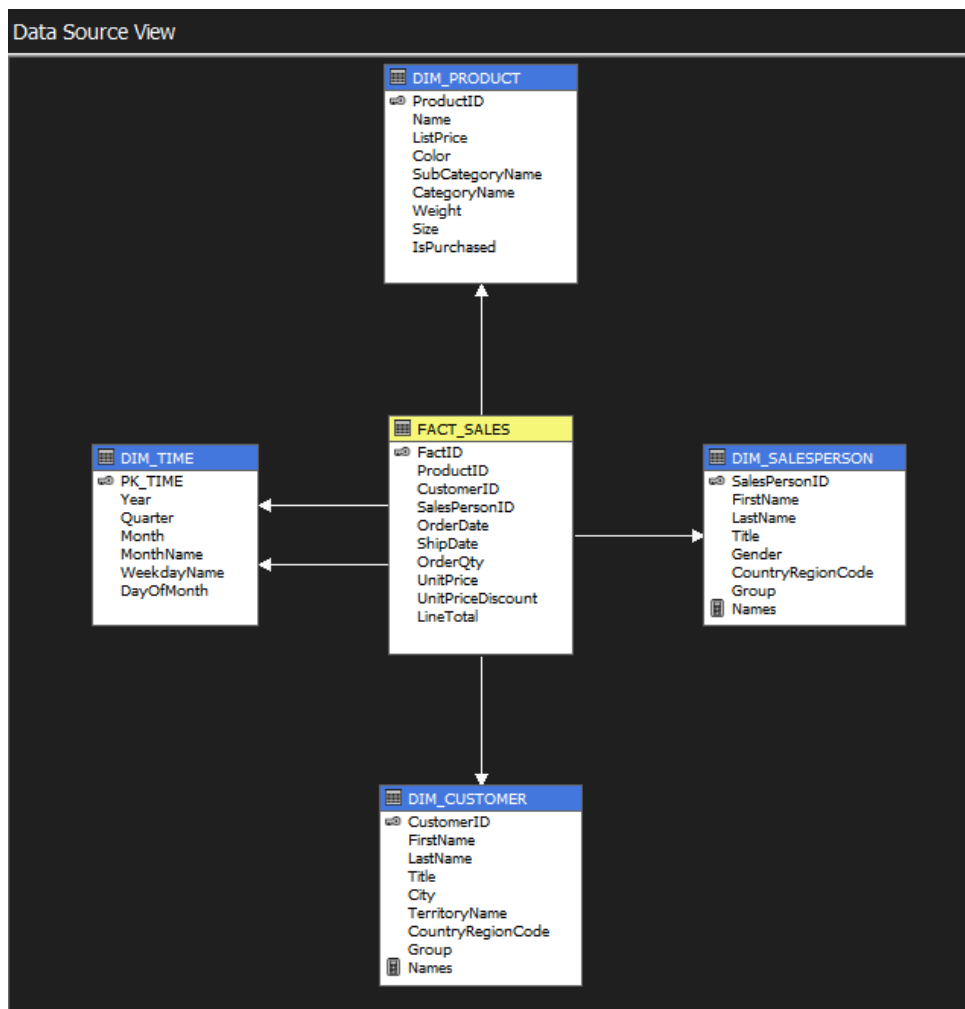 Data Source View
DIM_PRODUCT
ProductID
Name
ListPrice
Color
SubCategoryName
CategoryName
Weight
Size
IsPurchased
FACT_SALES
FactID
ProductID
CustomerID
SalesPersonID
OrderDate
ShipDate
OrderQty
UnitPrice
UnitPriceDiscount
LineTotal
DIM_TIME
PK_TIME
Year
Quarter
Month
MonthName
WeekdayName
DayOfMonth
DIM_SALESPERSON
SalesPersonID
FirstName
LastName
Title
Gender
CountryRegionCode
Group
Names
DIM_CUSTOMER
CustomerID
FirstName
LastName
Title
City
TerritoryName
CountryRegionCode
Group
Names